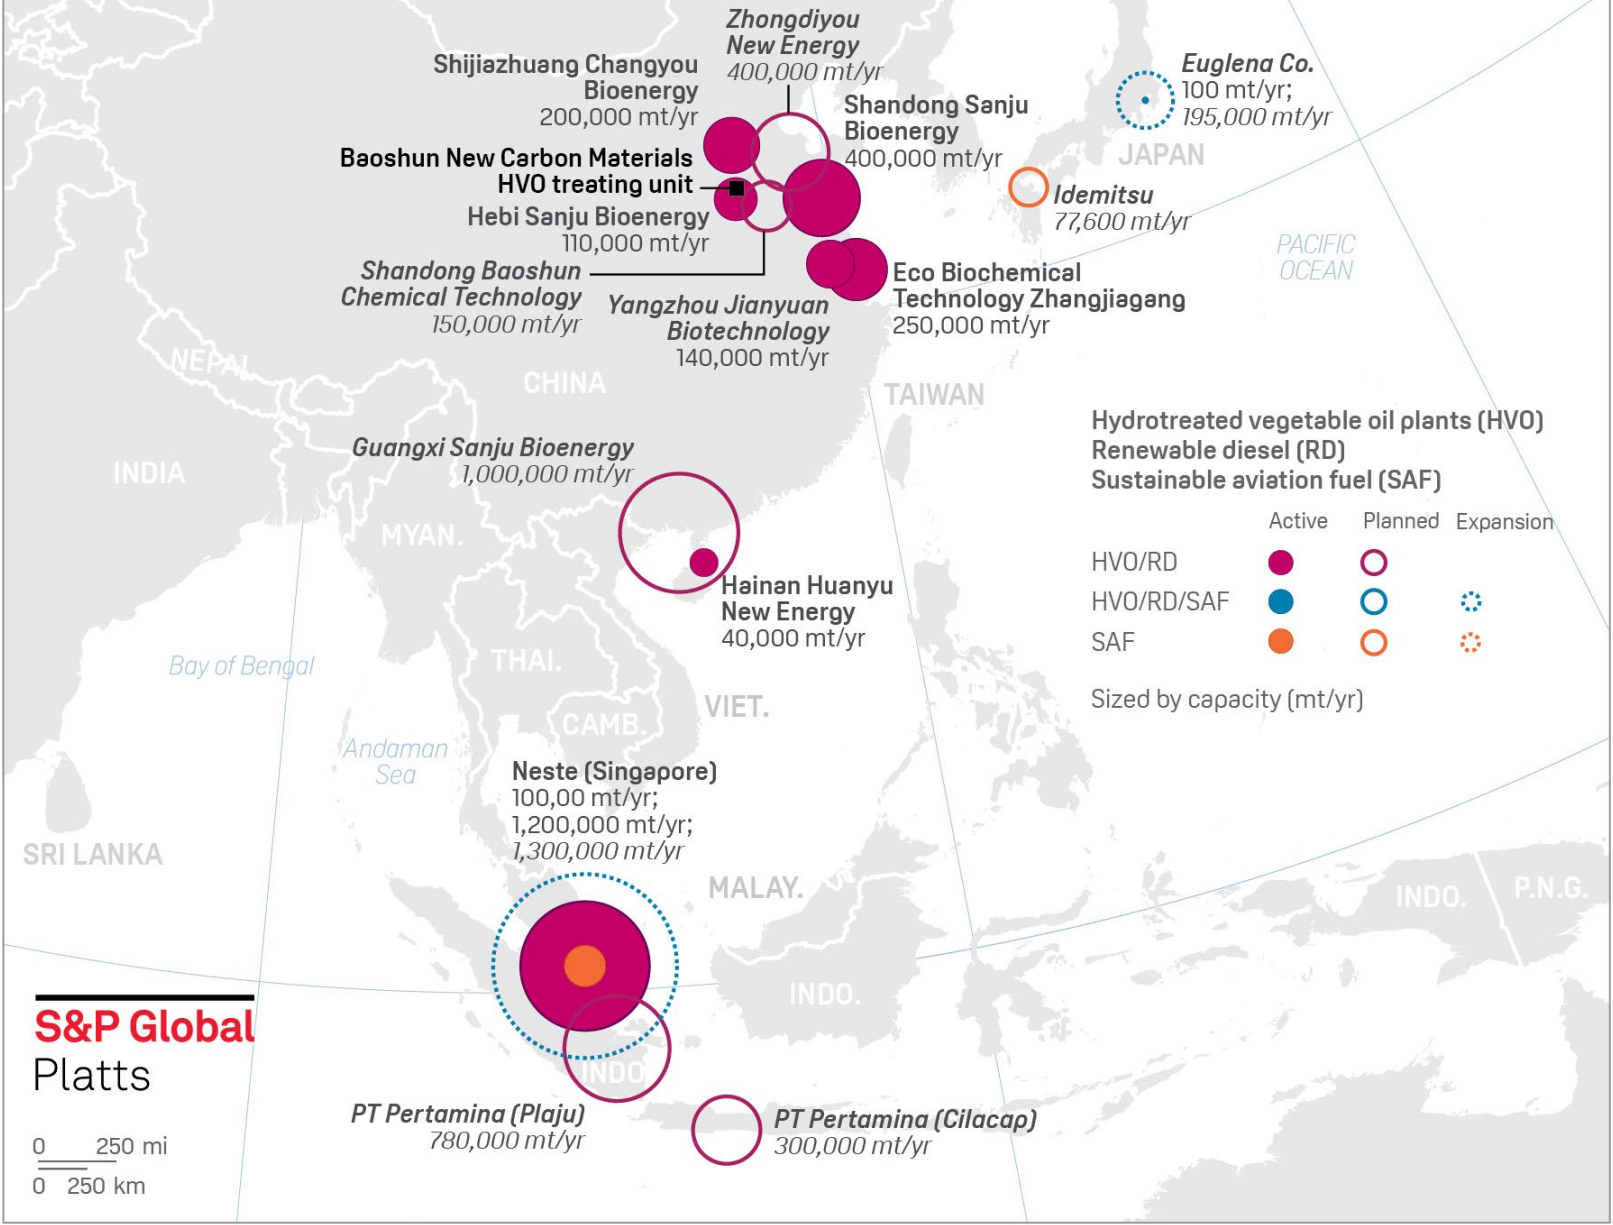 Zhongdiyou
New Energy
400,000 mt/yr
Shijiazhuang Changyou
Bioenergy
200,000 mt/yr
Shandong Sanju
Bioenergy
400,000 mt/yr
Euglena Co.
100 mt/yr;
195,000 mt/yr
JAPAN
Baoshun New Carbon Materials
HVO treating unit
Idemitsu
77,600 mt/yr
Hebi Sanju Bioenergy
110,000 mt/yr
PACIFIC
OCEAN
Shandong Baoshun
Chemical Technology
150,000 mt/yr
Eco Biochemical
Technology Zhangjiagang
250,000 mt/yr
Yangzhou Jianyuan
Biotechnology
140,000 mt/yr
NEPAL
CHINA
TAIWAN
Guangxi Sanju Bioenergy
1,000,000 mt/yr
INDIA
MYAN.
Hydrotreated vegetable oil plants (HVO)
Renewable diesel (RD)
Sustainable aviation fuel (SAF)
Active Planned Expansion
HVO/RD
HVO/RD/SAF
SAF
Sized by capacity (mt/yr)
Hainan Huanyu
New Energy
40,000 mt/yr
Bay of Bengal
THAI.
VIET.
CAMB.
Andaman
Sea
Neste (Singapore)
100,00 mt/yr;
1,200,000 mt/yr;
1,300,000 mt/yr
SRI LANKA
MALAY.
INDO.
P.N.G.
INDO.
S&P Global
Platts
INDO
PT Pertamina (Plaju)
780,000 mt/yr
PT Pertamina (Cilacap)
300,000 mt/yr
0 250 mi
0 250 km